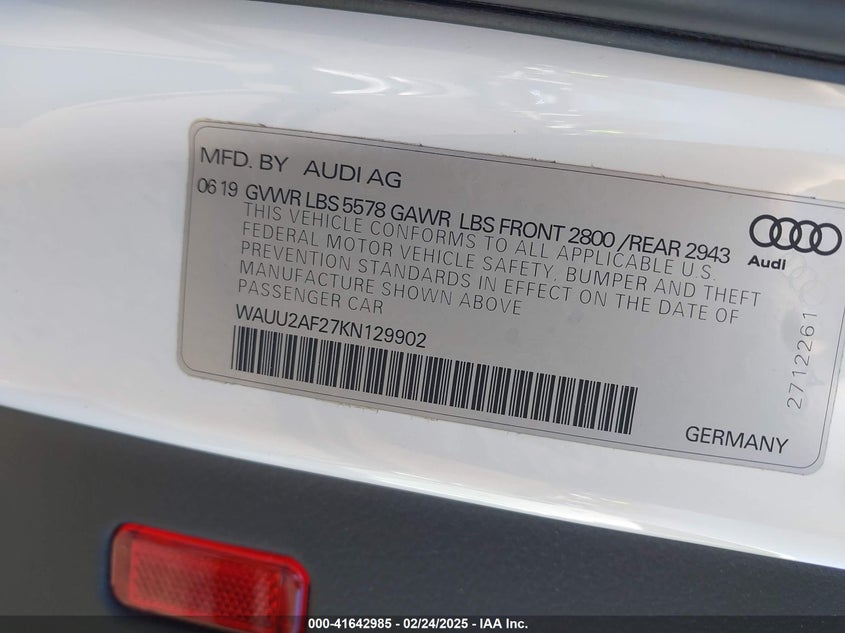 MFD. BY AUDI AG
06 19 GVWR LBS 5578 GAWR LBS FRONT 2800 / REAR 2943
THIS VEHICLE CONFORMS TO ALL APPLICABLE U.S.
FEDERAL MOTOR VEHICLE SAFETY, BUMPER AND THEFT
PREVENTION STANDARDS IN EFFECT ON THE DATE OF
MANUFACTURE SHOWN ABOVE
PASSENGER CAR
WAUU2AF27KN129902
Audi
2712261
GERMANY
000-41642985 - 02/24/2025 - IAA Inc.